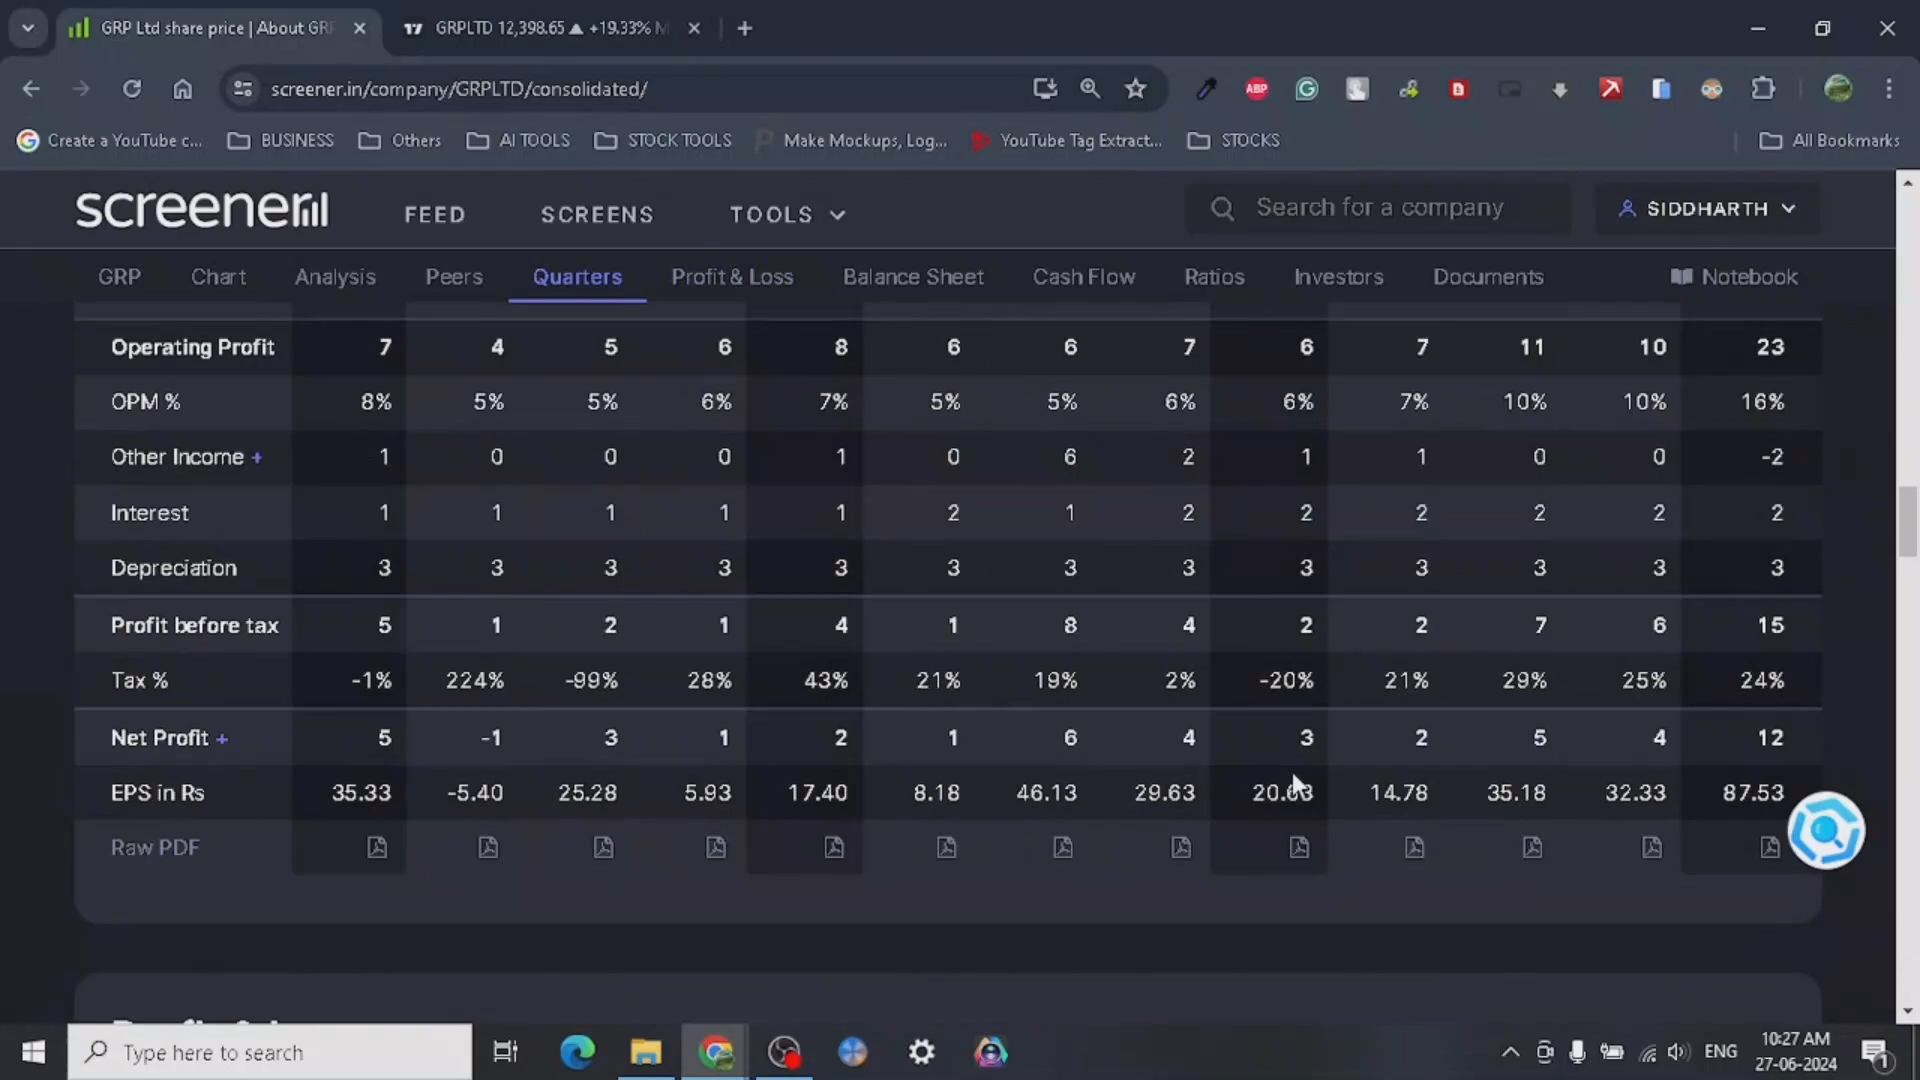 GRP Ltd share price | About GR
GRPLTD 12,398.65 ▲ +19.33%
screener.in/company/GRPLTD/consolidated/
ABP
Create a YouTube c...
BUSINESS
Others
AI TOOLS
STOCK TOOLS
Make Mockups, Log...
YouTube Tag Extract...
STOCKS
All Bookmarks
screener
FEED
SCREENS
TOOLS
Search for a company
SIDDHARTH
GRP
Chart
Analysis
Peers
Quarters
Profit & Loss
Balance Sheet
Cash Flow
Ratios
Investors
Documents
Notebook
Operating Profit 7 4 5 6 8 6 6 7 6 7 11 10 23
OPM % 8% 5% 5% 6% 7% 5% 5% 6% 6% 7% 10% 10% 16%
Other Income + 1 0 0 0 1 0 6 2 1 1 0 0 -2
Interest 1 1 1 1 1 2 1 2 2 2 2 2 2
Depreciation 3 3 3 3 3 3 3 3 3 3 3 3 3
Profit before tax 5 1 2 1 4 1 8 4 2 2 7 6 15
Tax % -1% 224% -99% 28% 43% 21% 19% 2% -20% 21% 29% 25% 24%
Net Profit + 5 -1 3 1 2 1 6 4 3 2 5 4 12
EPS in Rs 35.33 -5.40 25.28 5.93 17.40 8.18 46.13 29.63 14.78 35.18 32.33 87.53
Raw PDF
Type here to search
ENG
10:27 AM
27-06-2024
1